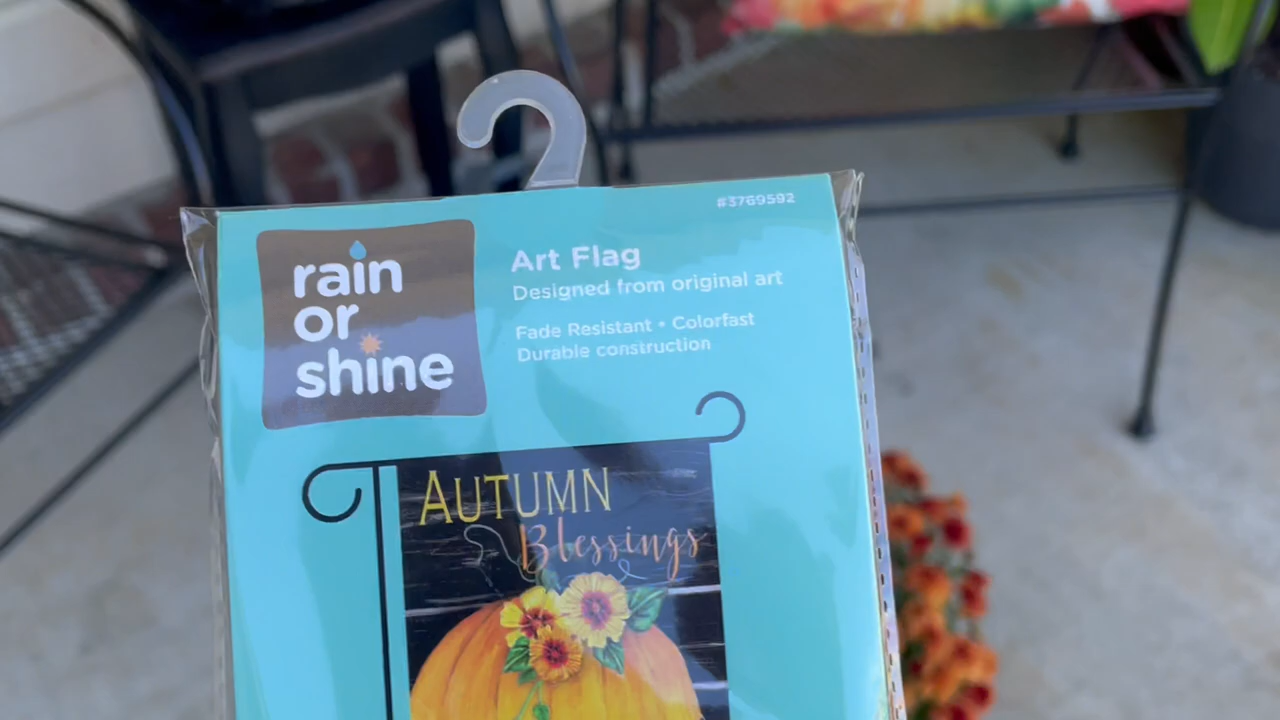 #3769592
rain
or
shine
Art Flag
Designed from original art
Fade Resistant • Colorfast
Durable construction
AUTUMN
Blessings